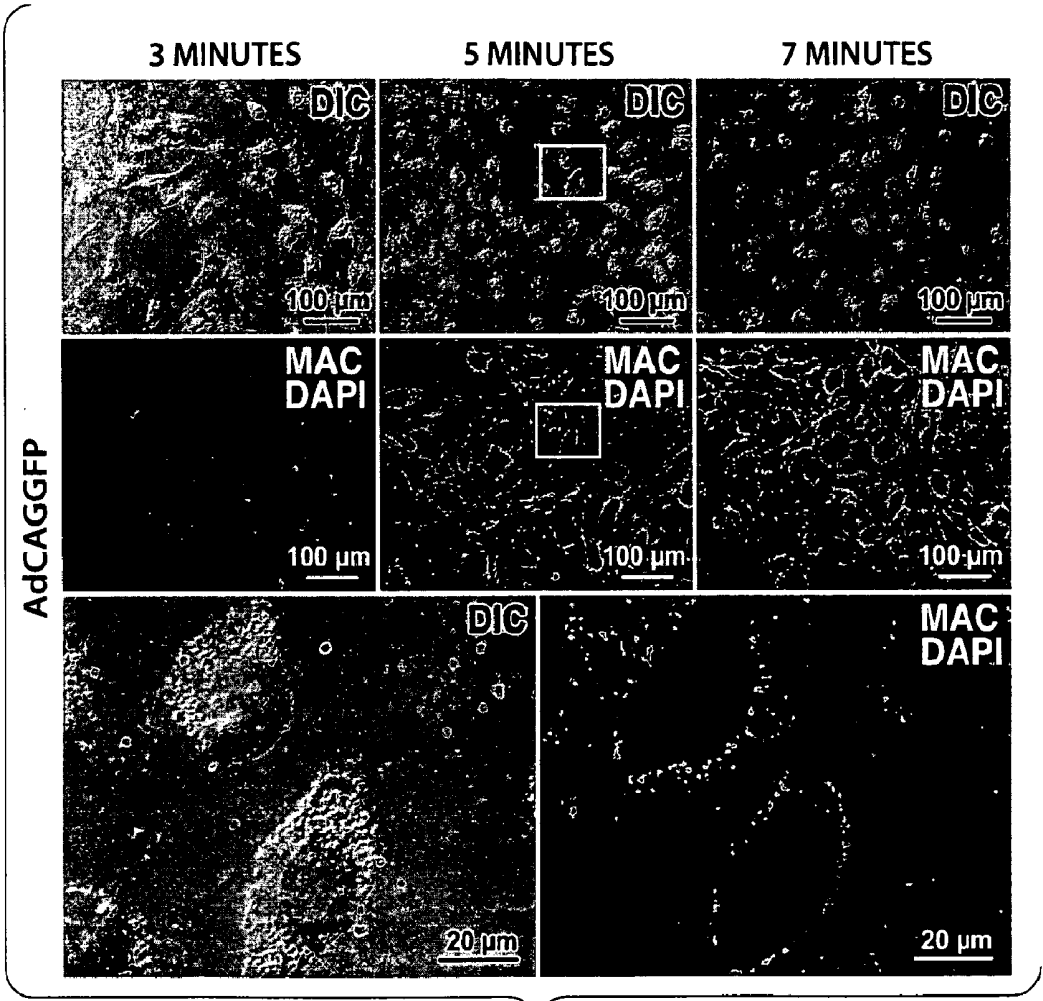 3 MINUTES
5 MINUTES
7 MINUTES
AdCAGGFP
DIC
100 µm
DIC
100 µm
DIC
100 µm
MAC
DAPI
100 µm
MAC
DAPI
100 µm
MAC
DAPI
100 µm
DIC
20 µm
MAC
DAPI
20 µm